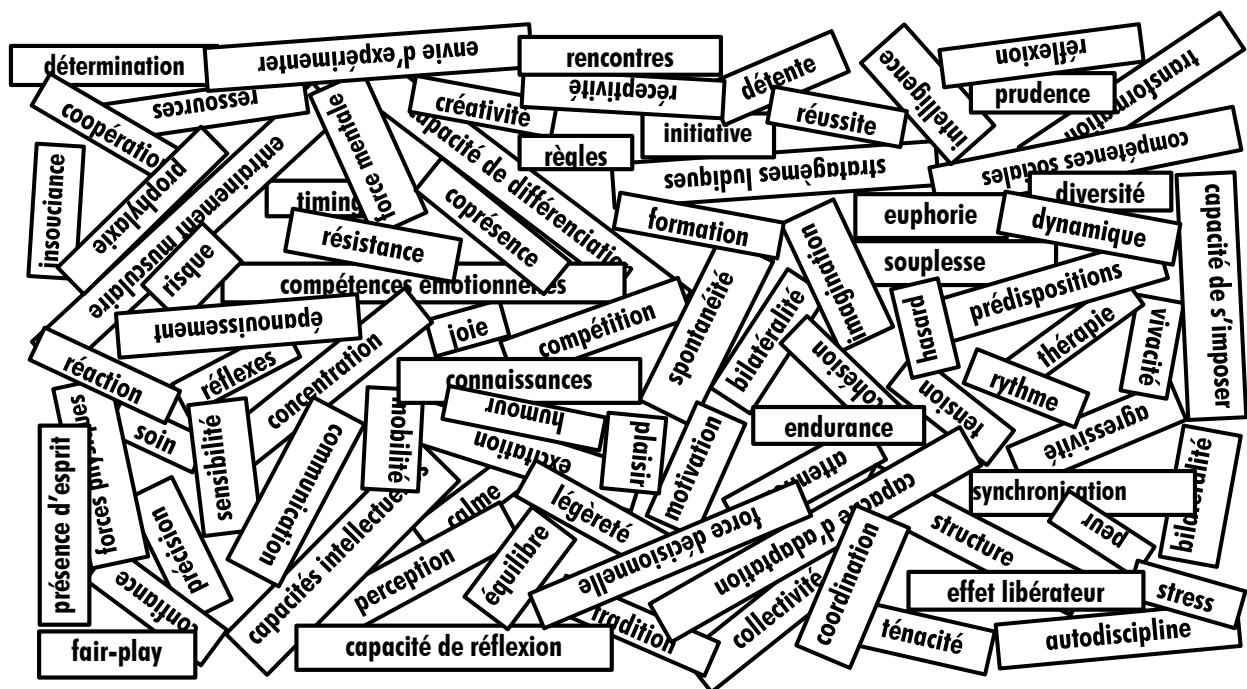 détermination
envie d'expérimenter
rencontres
détente
intelligence
réflexion
transformation
coopération
ressources
force mentale
créativité
réceptivité
initiative
réussite
prudence
insouciance
prophylaxie
entraînement musculaire
timing
capacité de différenciation
règles
stratagèmes ludiques
compétences sociales
diversité
risque
résistance
coprésence
formation
imagination
euphorie
dynamique
capacité de s'imposer
compétences émotionnelles
souplesse
épanouissement
joie
compétition
spontanéité
bilatéralité
hasard
prédispositions
thérapie
vivacité
réaction
réflexes
concentration
connaissances
cohésion
tension
rythme
agressivité
forces physiques
soin
sensibilité
communication
mobilité
humour
excitation
plaisir
motivation
endurance
attention
présence d'esprit
précision
capacités intellectuelles
calme
légèreté
force décisionnelle
capacité d'adaptation
structure
synchronisation
peur
confiance
perception
équilibre
tradition
collectivité
coordination
effet libérateur
stress
fair-play
capacité de réflexion
ténacité
autodiscipline